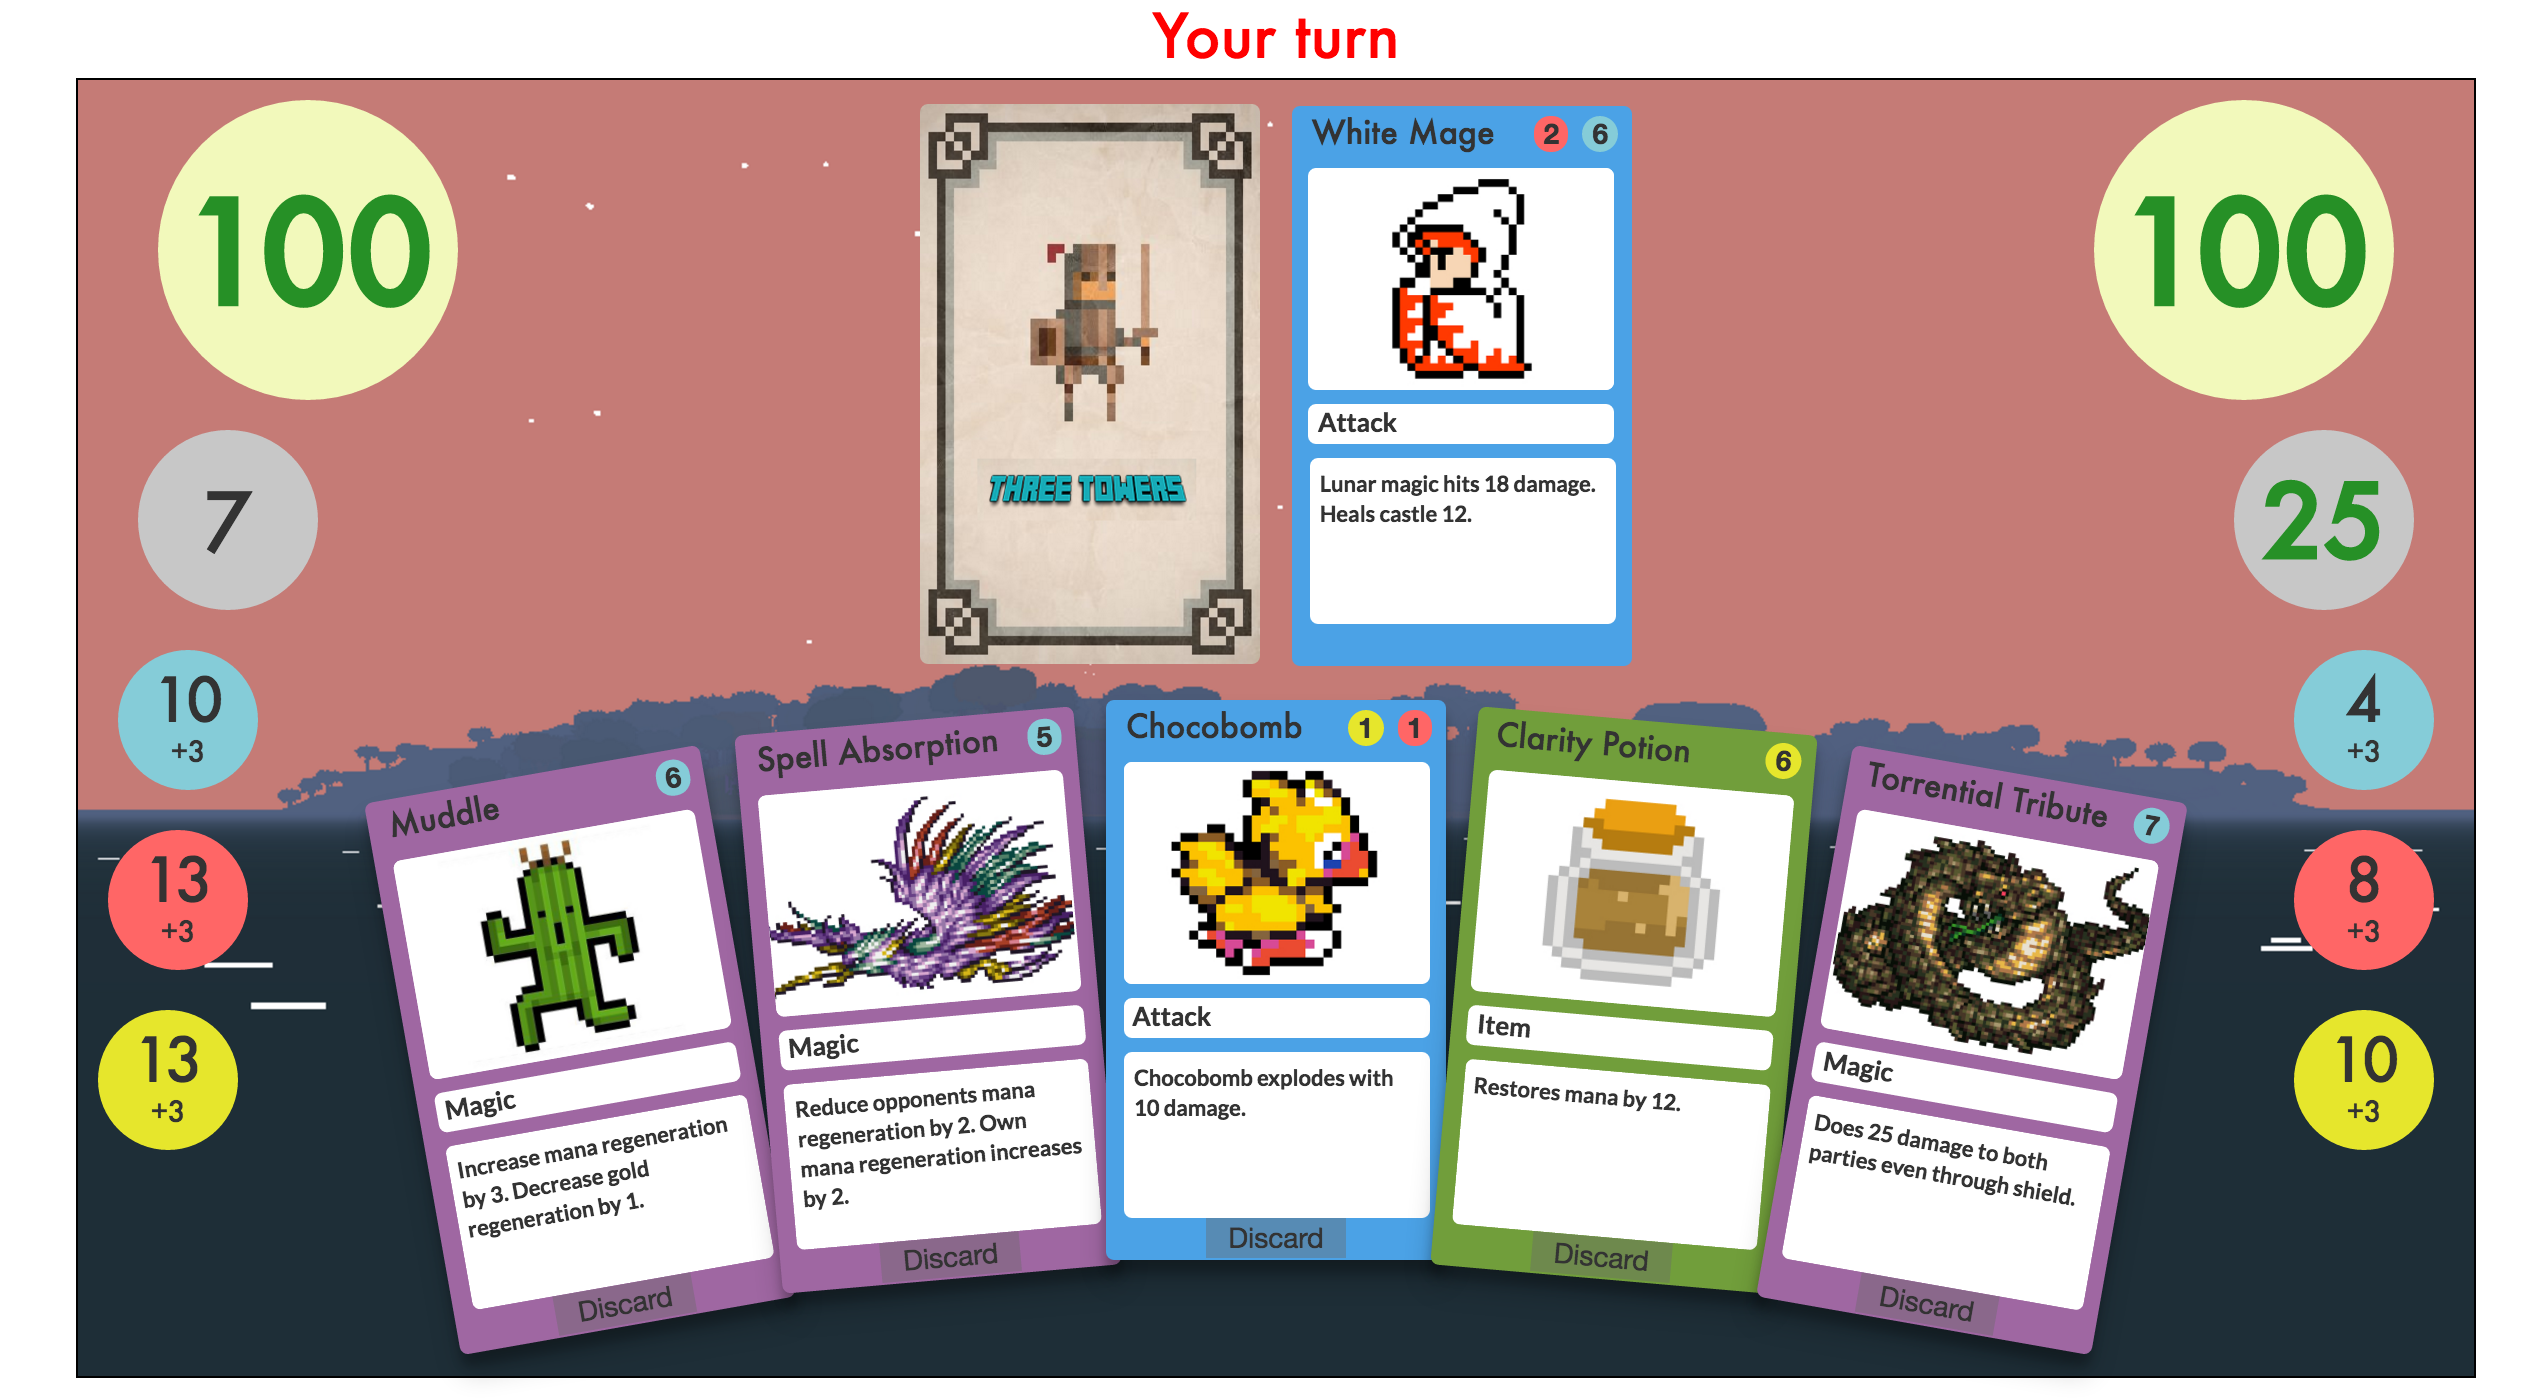 Your turn
100
7
10
+3
13
+3
13
+3
THREE TOWERS
White Mage 2 6
Attack
Lunar magic hits 18 damage.
Heals castle 12.
100
25
4
+3
8
+3
10
+3
Muddle 6
Magic
Increase mana regeneration
by 3. Decrease gold
regeneration by 1.
Discard
Spell Absorption 5
Magic
Reduce opponents mana
regeneration by 2. Own
mana regeneration increases
by 2.
Discard
Chocobomb 1 1
Attack
Chocobomb explodes with
10 damage.
Discard
Clarity Potion 6
Item
Restores mana by 12.
Discard
Torrential Tribute 7
Magic
Does 25 damage to both
parties even through shield.
Discard